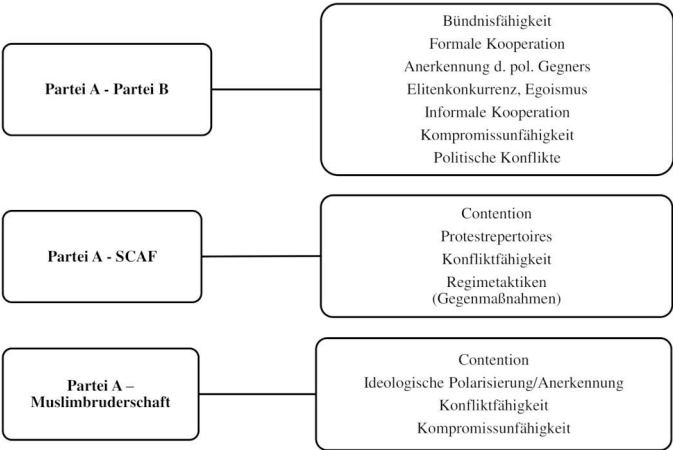 Partei A - Partei B
Bündnisfähigkeit
Formale Kooperation
Anerkennung d. pol. Gegners
Elitenkonkurrenz, Egoismus
Informale Kooperation
Kompromissunfähigkeit
Politische Konflikte
Partei A - SCAF
Contention
Protestrepertoires
Konfliktfähigkeit
Regimetaktiken
(Gegenmaßnahmen)
Partei A –
Muslimbruderschaft
Contention
Ideologische Polarisierung/Anerkennung
Konfliktfähigkeit
Kompromissunfähigkeit